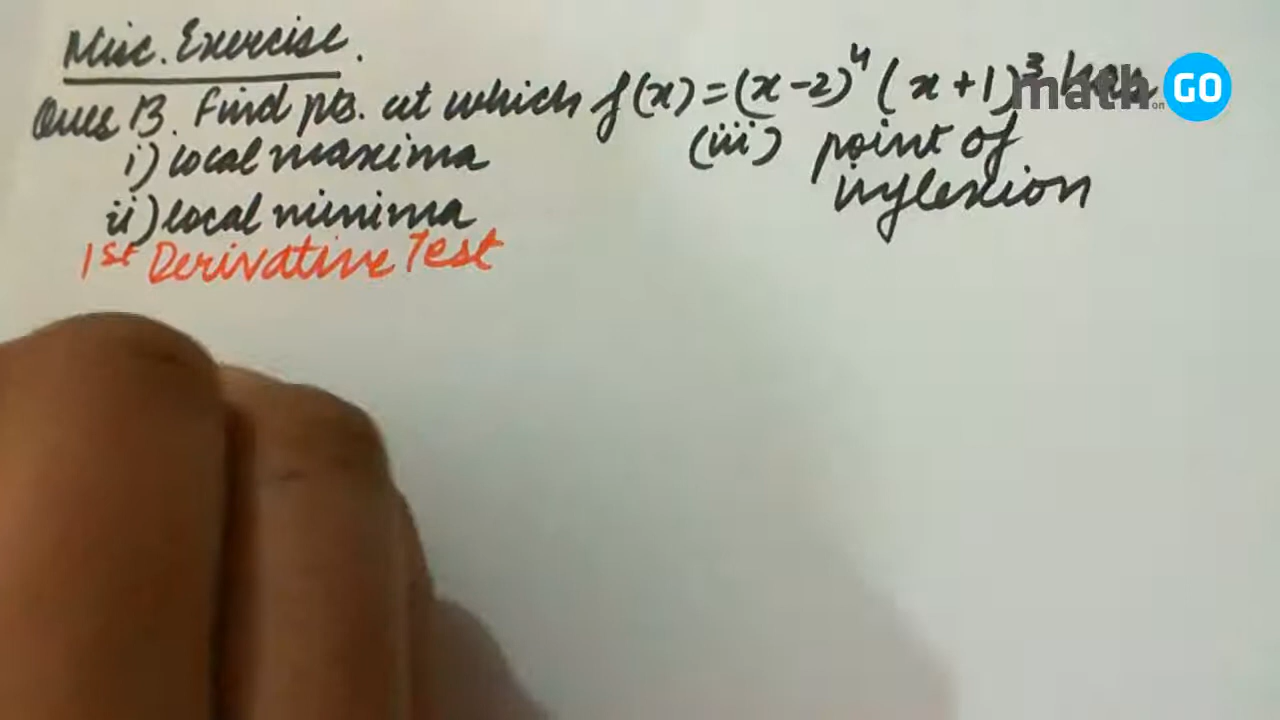 Misc. Exercise.
Ques 13. Find pts. at which f(x) = (x-2)⁴ (x+1)³ has
i) local maxima
(iii) point of inflexion
ii) local minima
1st Derivative Test
math on GO